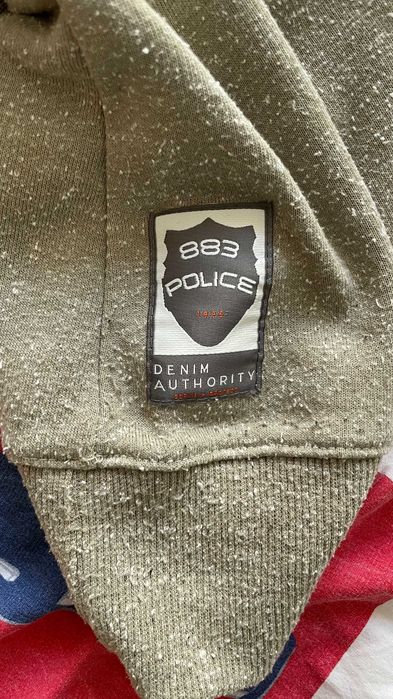 883
POLICE
DENIM
AUTHORITY